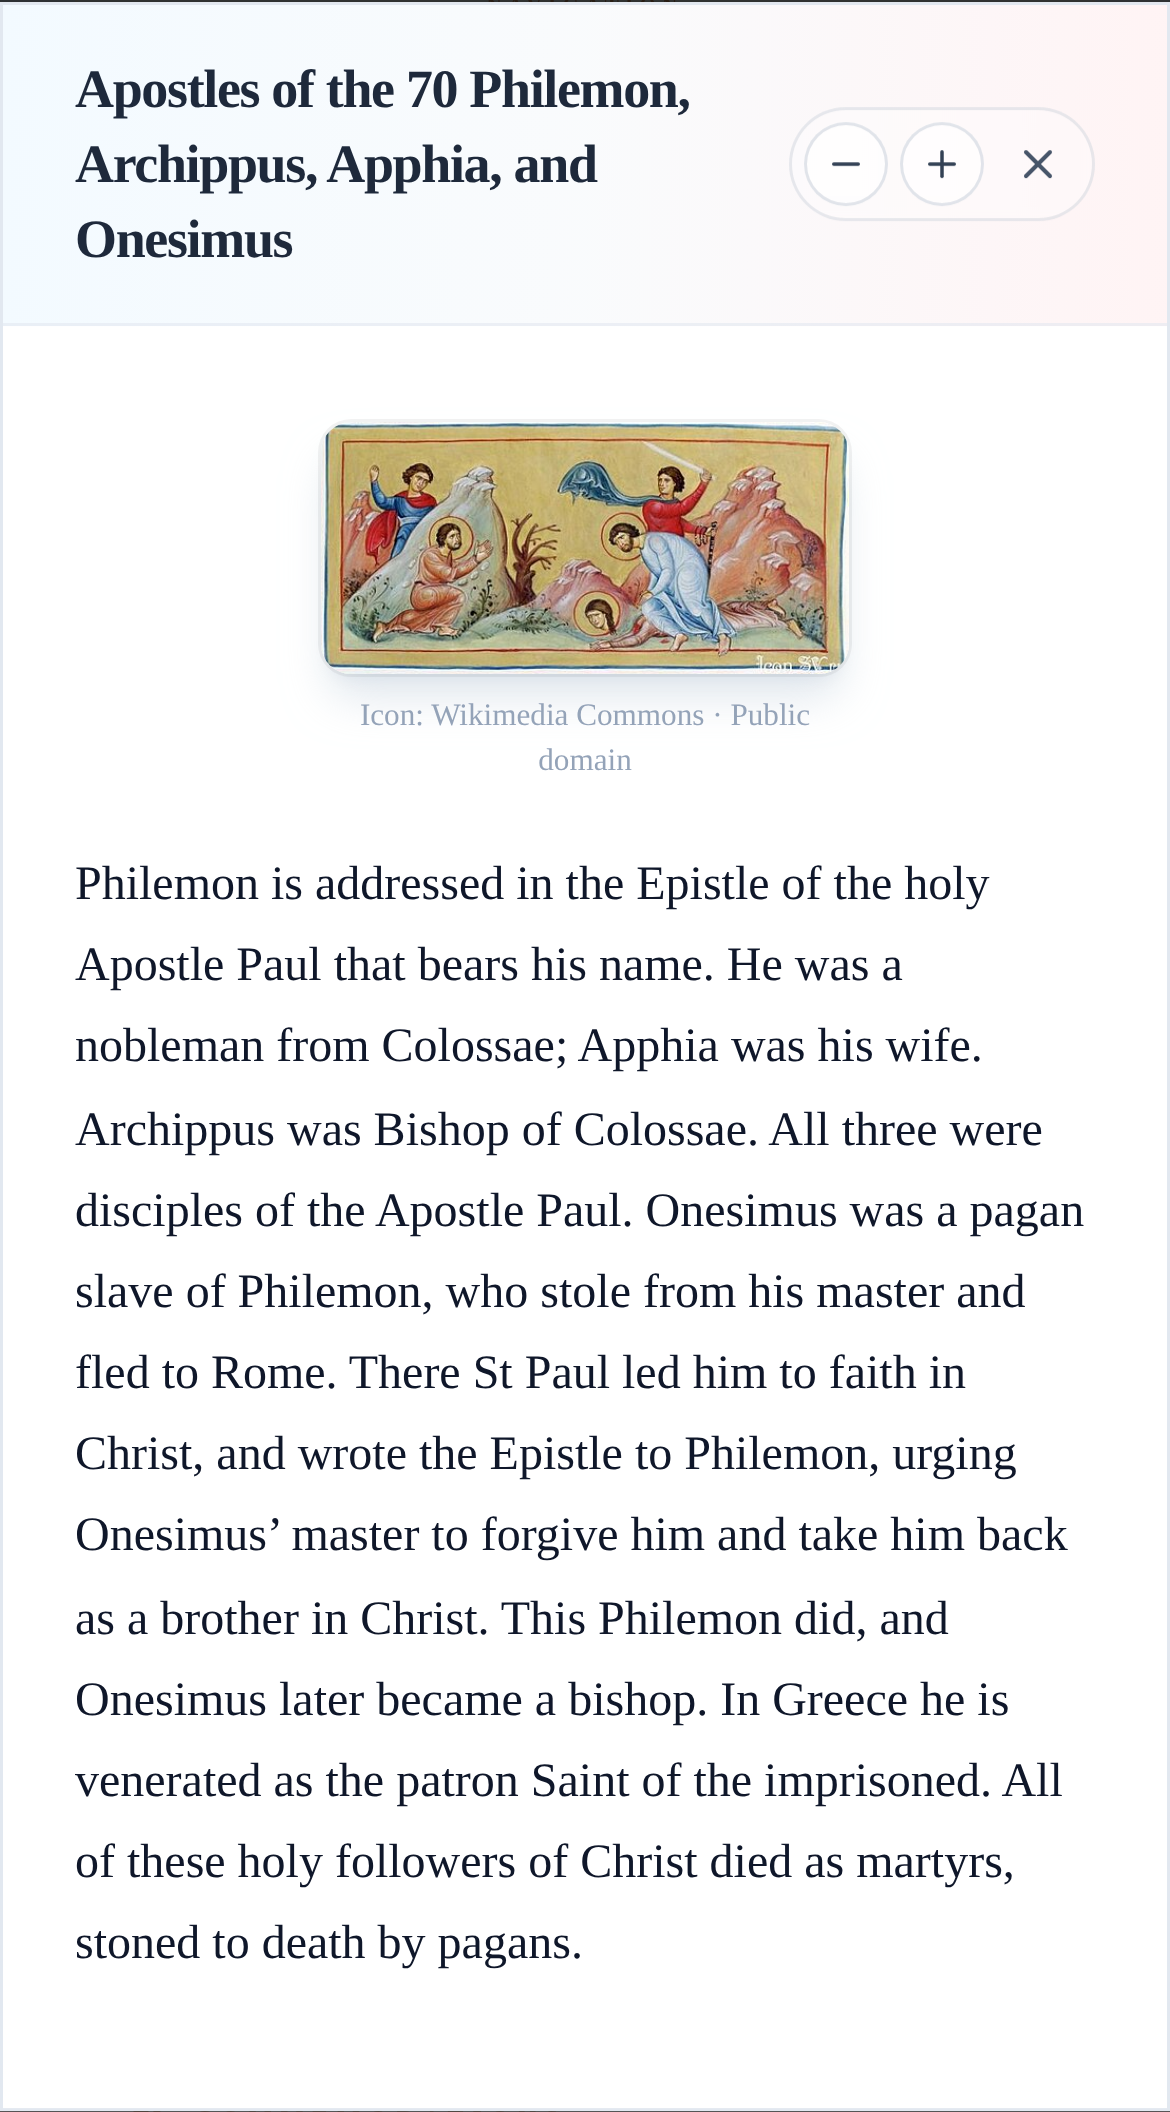 Apostles of the 70 Philemon,
Archippus, Apphia, and
Onesimus
Icon: Wikimedia Commons · Public
domain
Philemon is addressed in the Epistle of the holy
Apostle Paul that bears his name. He was a
nobleman from Colossae; Apphia was his wife.
Archippus was Bishop of Colossae. All three were
disciples of the Apostle Paul. Onesimus was a pagan
slave of Philemon, who stole from his master and
fled to Rome. There St Paul led him to faith in
Christ, and wrote the Epistle to Philemon, urging
Onesimus’ master to forgive him and take him back
as a brother in Christ. This Philemon did, and
Onesimus later became a bishop. In Greece he is
venerated as the patron Saint of the imprisoned. All
of these holy followers of Christ died as martyrs,
stoned to death by pagans.